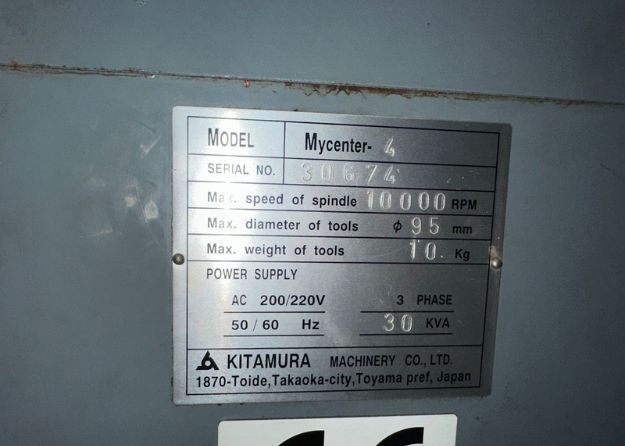 MODEL Mycenter-4
SERIAL NO. 30674
Max. speed of spindle 10000 RPM
Max. diameter of tools ϕ 95 mm
Max. weight of tools 10. Kg
POWER SUPPLY
AC 200/220V 3 PHASE
50/60 Hz 30 KVA
KITAMURA MACHINERY CO., LTD.
1870-Toide,Takaoka-city,Toyama pref, Japan